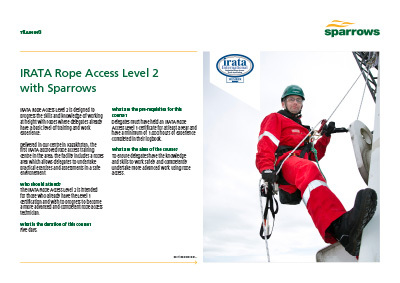 TRAINING
sparrows
IRATA Rope Access Level 2
with Sparrows
irata
International
IRATA Rope Access Level 2 is designed to
progress the skills and knowledge of working
at height with ropes where delegates already
have a basic level of training and work
experience.
Delivered in our centre in Kazakhstan, the
first IRATA approved rope access training
centre in the area, the facility includes a ropes
area which allows delegates to undertake
practical exercises and assessments in a safe
environment.
Who should attend?
The IRATA Rope Access Level 2 is intended
for those who already have the Level 1
certification and wish to progress to become
a more advanced and competent rope access
technician.
What is the duration of this course?
Five days.
What are the pre-requisites for this
course?
Delegates must have held an IRATA Rope
Access Level 1 certificate for at least a year and
have a minimum of 1,000 hours of experience
completed in their logbook.
What is the aim of the course?
To ensure delegates have the knowledge
and skills to work safely and competently
undertake more advanced work using rope
access.